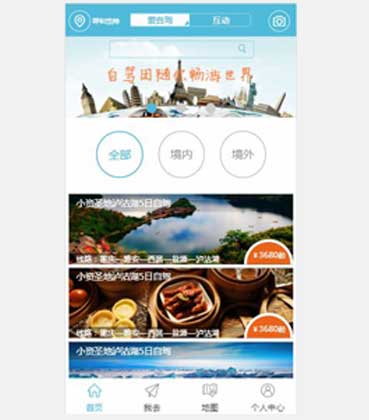 呼和浩特
爱自驾
互动
自驾因随你畅游世界
全部
境内
境外
小资圣地泸沽湖5日自驾
线路：重庆—雅安—西昌—盐源—泸沽湖
¥3680起
小资圣地泸沽湖5日自驾
线路：重庆—雅安—西昌—盐源—泸沽湖
¥3680起
小资圣地泸沽湖5日自驾
首页
我去
地图
个人中心